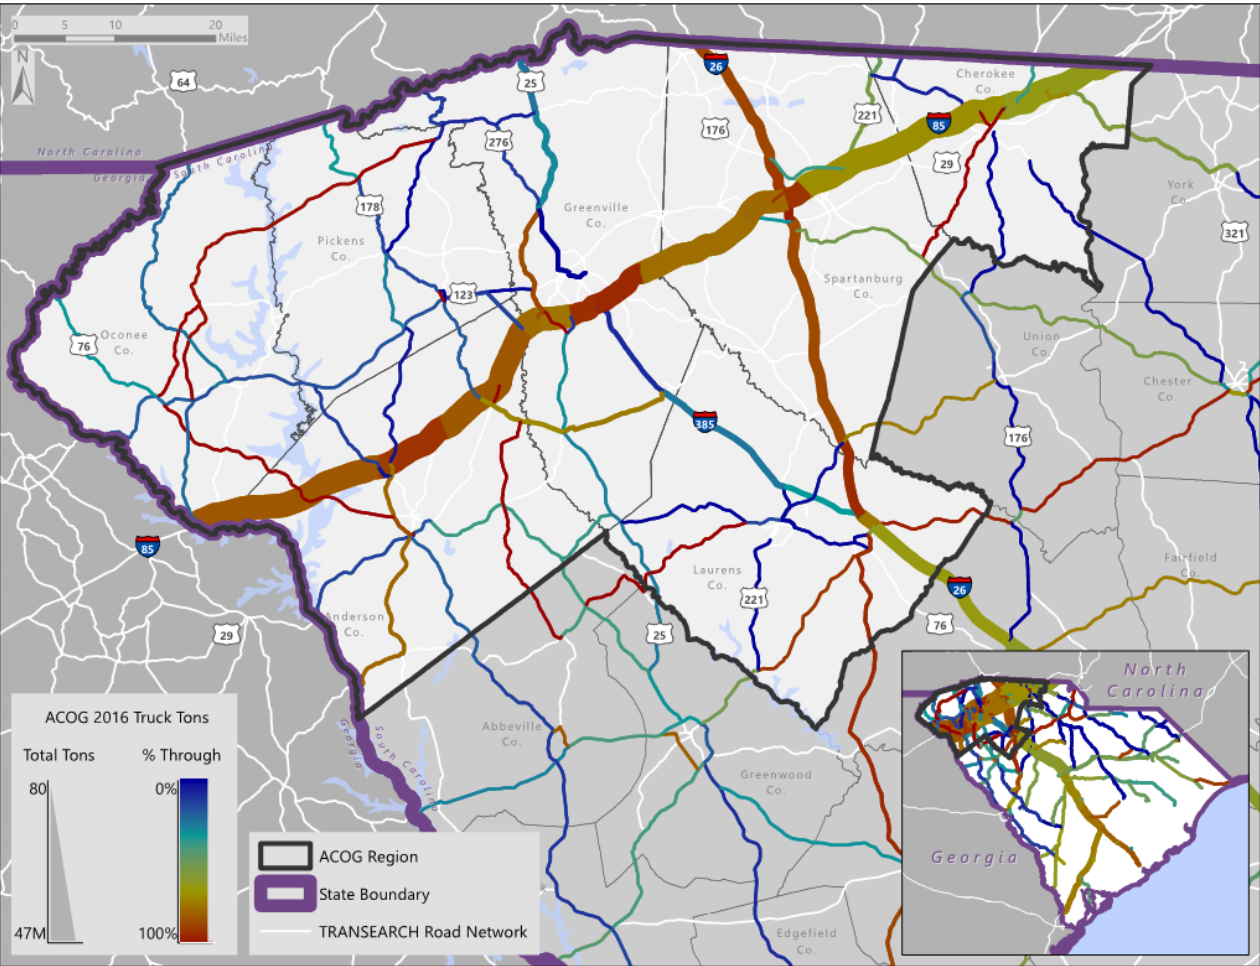 0 5 10 20
Miles
N
64
25
26
Cherokee
Co.
221
85
176
276
29
North Carolina
Georgia
South Carolina
York
Co.
178
Greenville
Co.
321
Pickens
Co.
Spartanburg
Co.
123
76
Oconee
Co.
Union
Co.
Chester
Co.
385
176
85
Fairfield
Co.
Laurens
Co.
26
221
Anderson
Co.
29
25
76
North
Carolina
ACOG 2016 Truck Tons
Total Tons
% Through
80
0%
47M
100%
Georgia
South Carolina
Abbeville
Co.
Greenwood
Co.
Georgia
ACOG Region
State Boundary
TRANSEARCH Road Network
Edgefield
Co.